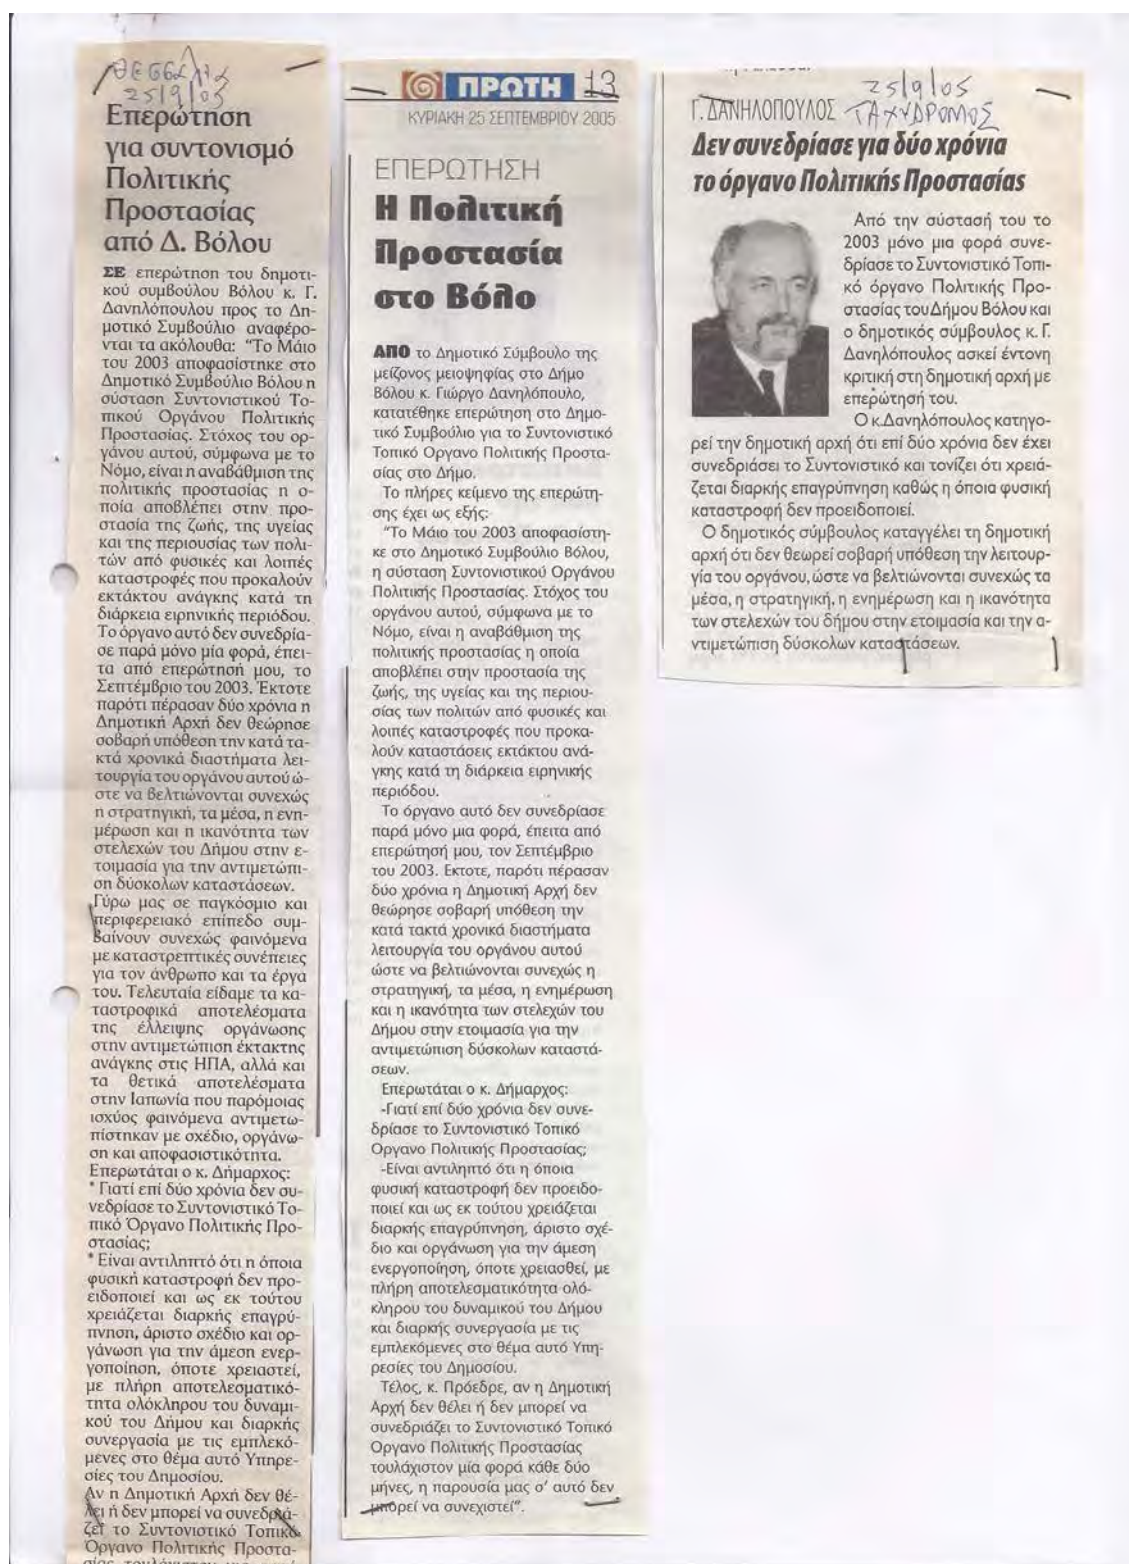 ΘΕΣΣΑΛΙΑ
25/9/05
Επερώτηση
για συντονισμό
Πολιτικής
Προστασίας
από Δ. Βόλου
ΣΕ επερώτηση του δημοτι-
κού συμβούλου Βόλου κ. Γ.
Δανηλόπουλου προς το Δη-
μοτικό Συμβούλιο αναφέρο-
νται τα ακόλουθα: "Το Μάιο
του 2003 αποφασίστηκε στο
Δημοτικό Συμβούλιο Βόλου η
σύσταση Συντονιστικού Το-
πικού Οργάνου Πολιτικής
Προστασίας. Στόχος του ορ-
γάνου αυτού, σύμφωνα με το
Νόμο, είναι η αναβάθμιση της
πολιτικής προστασίας η ο-
ποία αποβλέπει στην προ-
στασία της ζωής, της υγείας
και της περιουσίας των πολι-
τών από φυσικές και λοιπές
καταστροφές που προκαλούν
εκτάκτου ανάγκης κατά τη
διάρκεια ειρηνικής περιόδου.
Το όργανο αυτό δεν συνεδρία-
σε παρά μόνο μία φορά, έπει-
τα από επερώτησή μου, το
Σεπτέμβριο του 2003. Έκτοτε
παρότι πέρασαν δύο χρόνια η
Δημοτική Αρχή δεν θεώρησε
σοβαρή υπόθεση την κατά τα-
κτά χρονικά διαστήματα λει-
τουργία του οργάνου αυτού ώ-
στε να βελτιώνονται συνεχώς
η στρατηγική, τα μέσα, η ενη-
μέρωση και η ικανότητα των
στελεχών του Δήμου στην ε-
τοιμασία για την αντιμετώπι-
ση δύσκολων καταστάσεων.
Γύρω μας σε παγκόσμιο και
περιφερειακό επίπεδο συμ-
βαίνουν συνεχώς φαινόμενα
με καταστρεπτικές συνέπειες
για τον άνθρωπο και τα έργα
του. Τελευταία είδαμε τα κα-
ταστροφικά αποτελέσματα
της έλλειψης οργάνωσης
στην αντιμετώπιση έκτακτης
ανάγκης στις ΗΠΑ, αλλά και
τα θετικά αποτελέσματα
στην Ιαπωνία που παρόμοιας
ισχύος φαινόμενα αντιμετω-
πίστηκαν με σχέδιο, οργάνω-
ση και αποφασιστικότητα.
Επερωτάται ο κ. Δήμαρχος:
* Γιατί επί δύο χρόνια δεν συ-
νεδρίασε το Συντονιστικό Το-
πικό Όργανο Πολιτικής Προ-
στασίας;
* Είναι αντιληπτό ότι η όποια
φυσική καταστροφή δεν προ-
ειδοποιεί και ως εκ τούτου
χρειάζεται διαρκής επαγρύ-
πνηση, άριστο σχέδιο και ορ-
γάνωση για την άμεση ενερ-
γοποίηση, όποτε χρειαστεί,
με πλήρη αποτελεσματικό-
τητα ολόκληρου του δυναμι-
κού του Δήμου και διαρκής
συνεργασία με τις εμπλεκό-
μενες στο θέμα αυτό Υπηρε-
σίες του Δημοσίου.
Αν η Δημοτική Αρχή δεν θέ-
λει ή δεν μπορεί να συνεδριά-
ζει το Συντονιστικό Τοπικό
Όργανο Πολιτικής Προστα-
ΠΡΩΤΗ 13
ΚΥΡΙΑΚΗ 25 ΣΕΠΤΕΜΒΡΙΟΥ 2005
ΕΠΕΡΩΤΗΣΗ
Η Πολιτική
Προστασία
στο Βόλο
ΑΠΟ το Δημοτικό Σύμβουλο της
μείζονος μειοψηφίας στο Δήμο
Βόλου κ. Γιώργο Δανηλόπουλο,
κατατέθηκε επερώτηση στο Δημο-
τικό Συμβούλιο για το Συντονιστικό
Τοπικό Οργανο Πολιτικής Προστα-
σίας στο Δήμο.
Το πλήρες κείμενο της επερώτη-
σης έχει ως εξής:
"Το Μάιο του 2003 αποφασίστη-
κε στο Δημοτικό Συμβούλιο Βόλου,
η σύσταση Συντονιστικού Οργάνου
Πολιτικής Προστασίας. Στόχος του
οργάνου αυτού, σύμφωνα με το
Νόμο, είναι η αναβάθμιση της
πολιτικής προστασίας η οποία
αποβλέπει στην προστασία της
ζωής, της υγείας και της περιου-
σίας των πολιτών από φυσικές και
λοιπές καταστροφές που προκα-
λούν καταστάσεις εκτάκτου ανά-
γκης κατά τη διάρκεια ειρηνικής
περιόδου.
Το όργανο αυτό δεν συνεδρίασε
παρά μόνο μια φορά, έπειτα από
επερώτησή μου, τον Σεπτέμβριο
του 2003. Εκτοτε, παρότι πέρασαν
δύο χρόνια η Δημοτική Αρχή δεν
θεώρησε σοβαρή υπόθεση την
κατά τακτά χρονικά διαστήματα
λειτουργία του οργάνου αυτού
ώστε να βελτιώνονται συνεχώς η
στρατηγική, τα μέσα, η ενημέρωση
και η ικανότητα των στελεχών του
Δήμου στην ετοιμασία για την
αντιμετώπιση δύσκολων καταστά-
σεων.
Επερωτάται ο κ. Δήμαρχος:
-Γιατί επί δύο χρόνια δεν συνε-
δρίασε το Συντονιστικό Τοπικό
Οργανο Πολιτικής Προστασίας;
-Είναι αντιληπτό ότι η όποια
φυσική καταστροφή δεν προειδο-
ποιεί και ως εκ τούτου χρειάζεται
διαρκής επαγρύπνηση, άριστο σχέ-
διο και οργάνωση για την άμεση
ενεργοποίηση, όποτε χρειασθεί, με
πλήρη αποτελεσματικότητα ολό-
κληρου του δυναμικού του Δήμου
και διαρκής συνεργασία με τις
εμπλεκόμενες στο θέμα αυτό Υπη-
ρεσίες του Δημοσίου.
Τέλος, κ. Πρόεδρε, αν η Δημοτική
Αρχή δεν θέλει ή δεν μπορεί να
συνεδριάζει το Συντονιστικό Τοπικό
Οργανο Πολιτικής Προστασίας
τουλάχιστον μία φορά κάθε δύο
μήνες, η παρουσία μας σ' αυτό δεν
μπορεί να συνεχιστεί".
25/9/05
Γ. ΔΑΝΗΛΟΠΟΥΛΟΣ ΤΑΧΥΔΡΟΜΟΣ
Δεν συνεδρίασε για δύο χρόνια
το όργανο Πολιτικής Προστασίας
Από την σύστασή του το
2003 μόνο μια φορά συνε-
δρίασε το Συντονιστικό Τοπι-
κό όργανο Πολιτικής Προ-
στασίας του Δήμου Βόλου και
ο δημοτικός σύμβουλος κ. Γ.
Δανηλόπουλος ασκεί έντονη
κριτική στη δημοτική αρχή με
επερώτησή του.
Ο κ.Δανηλόπουλος κατηγο-
ρεί την δημοτική αρχή ότι επί δύο χρόνια δεν έχει
συνεδριάσει το Συντονιστικό και τονίζει ότι χρειά-
ζεται διαρκής επαγρύπνηση καθώς η όποια φυσική
καταστροφή δεν προειδοποιεί.
Ο δημοτικός σύμβουλος καταγγέλει τη δημοτική
αρχή ότι δεν θεωρεί σοβαρή υπόθεση την λειτουρ-
γία του οργάνου, ώστε να βελτιώνονται συνεχώς τα
μέσα, η στρατηγική, η ενημέρωση και η ικανότητα
των στελεχών του δήμου στην ετοιμασία και την α-
ντιμετώπιση δύσκολων καταστάσεων.